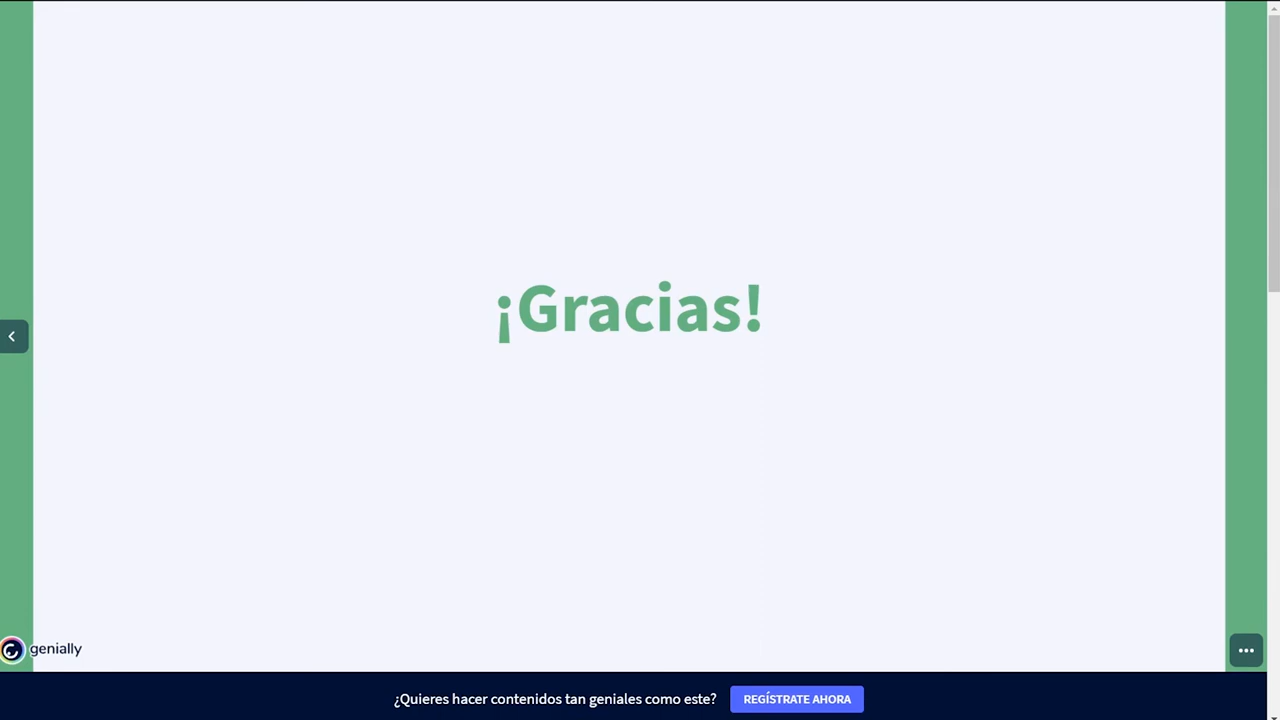 ¡Gracias!
genially
¿Quieres hacer contenidos tan geniales como este? REGÍSTRATE AHORA